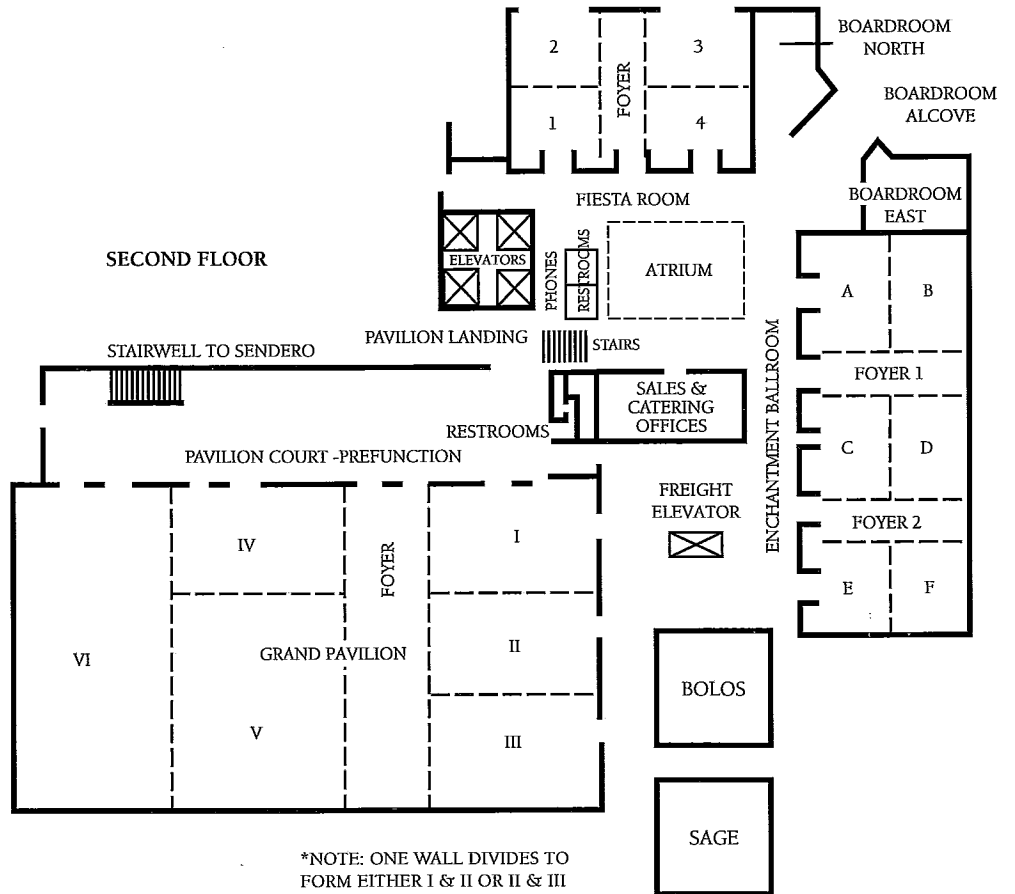 BOARDROOM
NORTH
2
3
FOYER
BOARDROOM
ALCOVE
1
4
FIESTA ROOM
BOARDROOM
EAST
SECOND FLOOR
ELEVATORS
PHONES
RESTROOMS
ATRIUM
A
B
PAVILION LANDING
STAIRS
STAIRWELL TO SENDERO
ENCHANTMENT BALLROOM
FOYER 1
SALES &
CATERING
OFFICES
RESTROOMS
C
D
PAVILION COURT -PREFUNCTION
FREIGHT
ELEVATOR
FOYER 2
IV
FOYER
I
E
F
VI
GRAND PAVILION
II
BOLOS
V
III
SAGE
*NOTE: ONE WALL DIVIDES TO
FORM EITHER I & II OR II & III